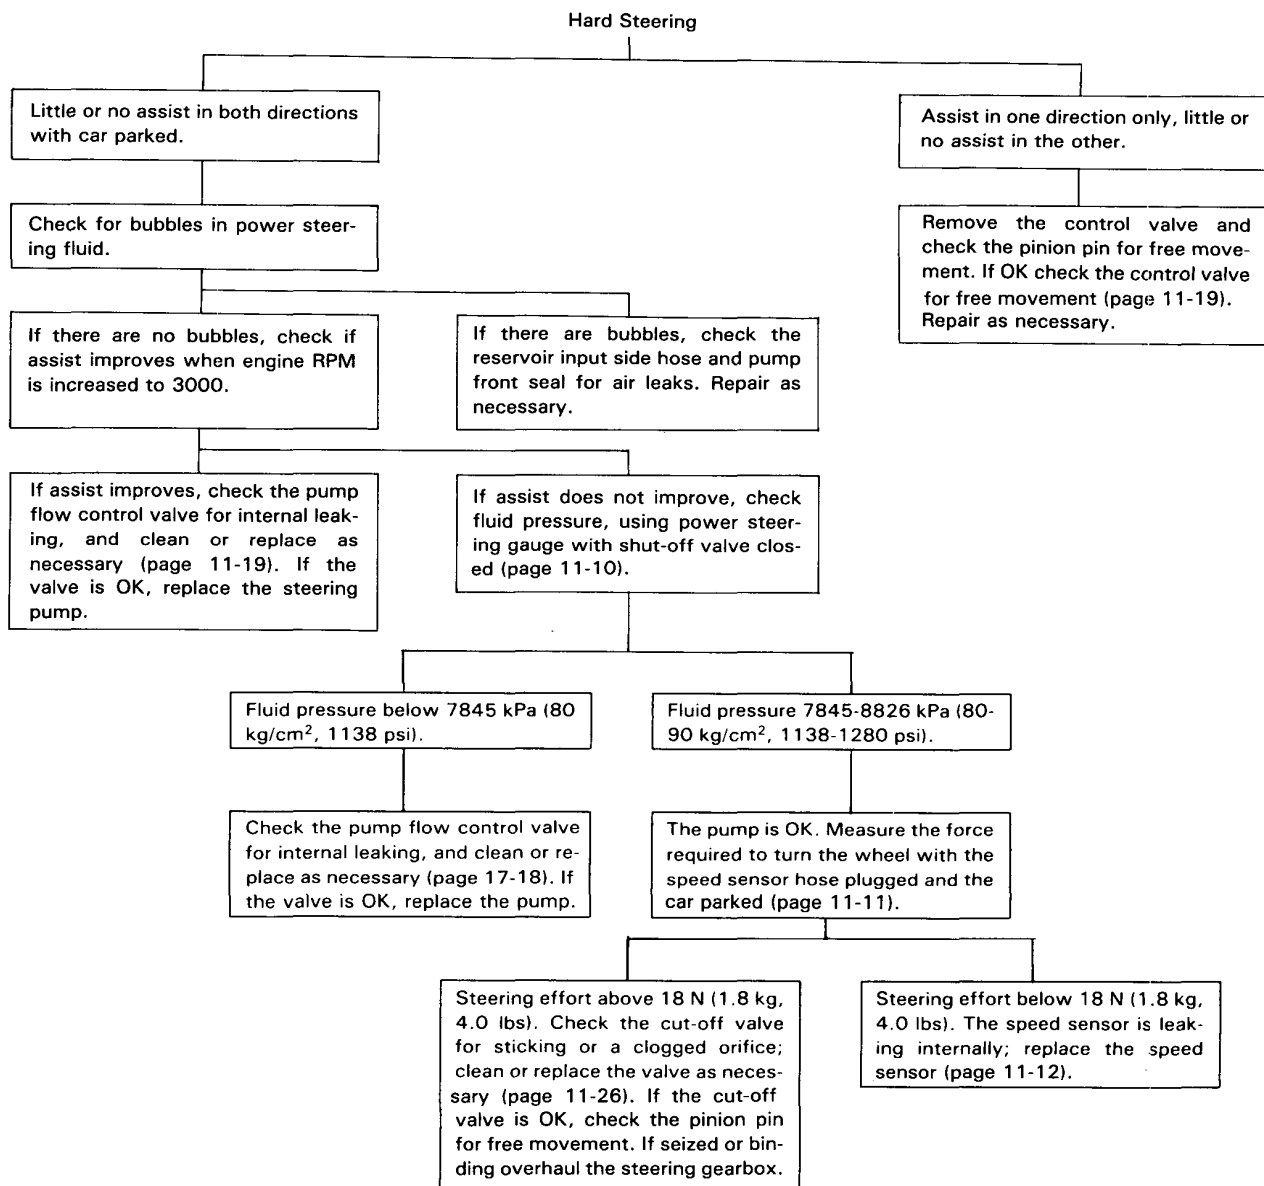 Hard Steering
Little or no assist in both directions
with car parked.
Assist in one direction only, little or
no assist in the other.
Check for bubbles in power steer-
ing fluid.
Remove the control valve and
check the pinion pin for free move-
ment. If OK check the control valve
for free movement (page 11-19).
Repair as necessary.
If there are no bubbles, check if
assist improves when engine RPM
is increased to 3000.
If there are bubbles, check the
reservoir input side hose and pump
front seal for air leaks. Repair as
necessary.
If assist improves, check the pump
flow control valve for internal leak-
ing, and clean or replace as
necessary (page 11-19). If the
valve is OK, replace the steering
pump.
If assist does not improve, check
fluid pressure, using power steer-
ing gauge with shut-off valve clos-
ed (page 11-10).
Fluid pressure below 7845 kPa (80
kg/cm², 1138 psi).
Fluid pressure 7845-8826 kPa (80-
90 kg/cm², 1138-1280 psi).
Check the pump flow control valve
for internal leaking, and clean or re-
place as necessary (page 17-18). If
the valve is OK, replace the pump.
The pump is OK. Measure the force
required to turn the wheel with the
speed sensor hose plugged and the
car parked (page 11-11).
Steering effort above 18 N (1.8 kg,
4.0 lbs). Check the cut-off valve
for sticking or a clogged orifice;
clean or replace the valve as neces-
sary (page 11-26). If the cut-off
valve is OK, check the pinion pin
for free movement. If seized or bin-
ding overhaul the steering gearbox.
Steering effort below 18 N (1.8 kg,
4.0 lbs). The speed sensor is leak-
ing internally; replace the speed
sensor (page 11-12).